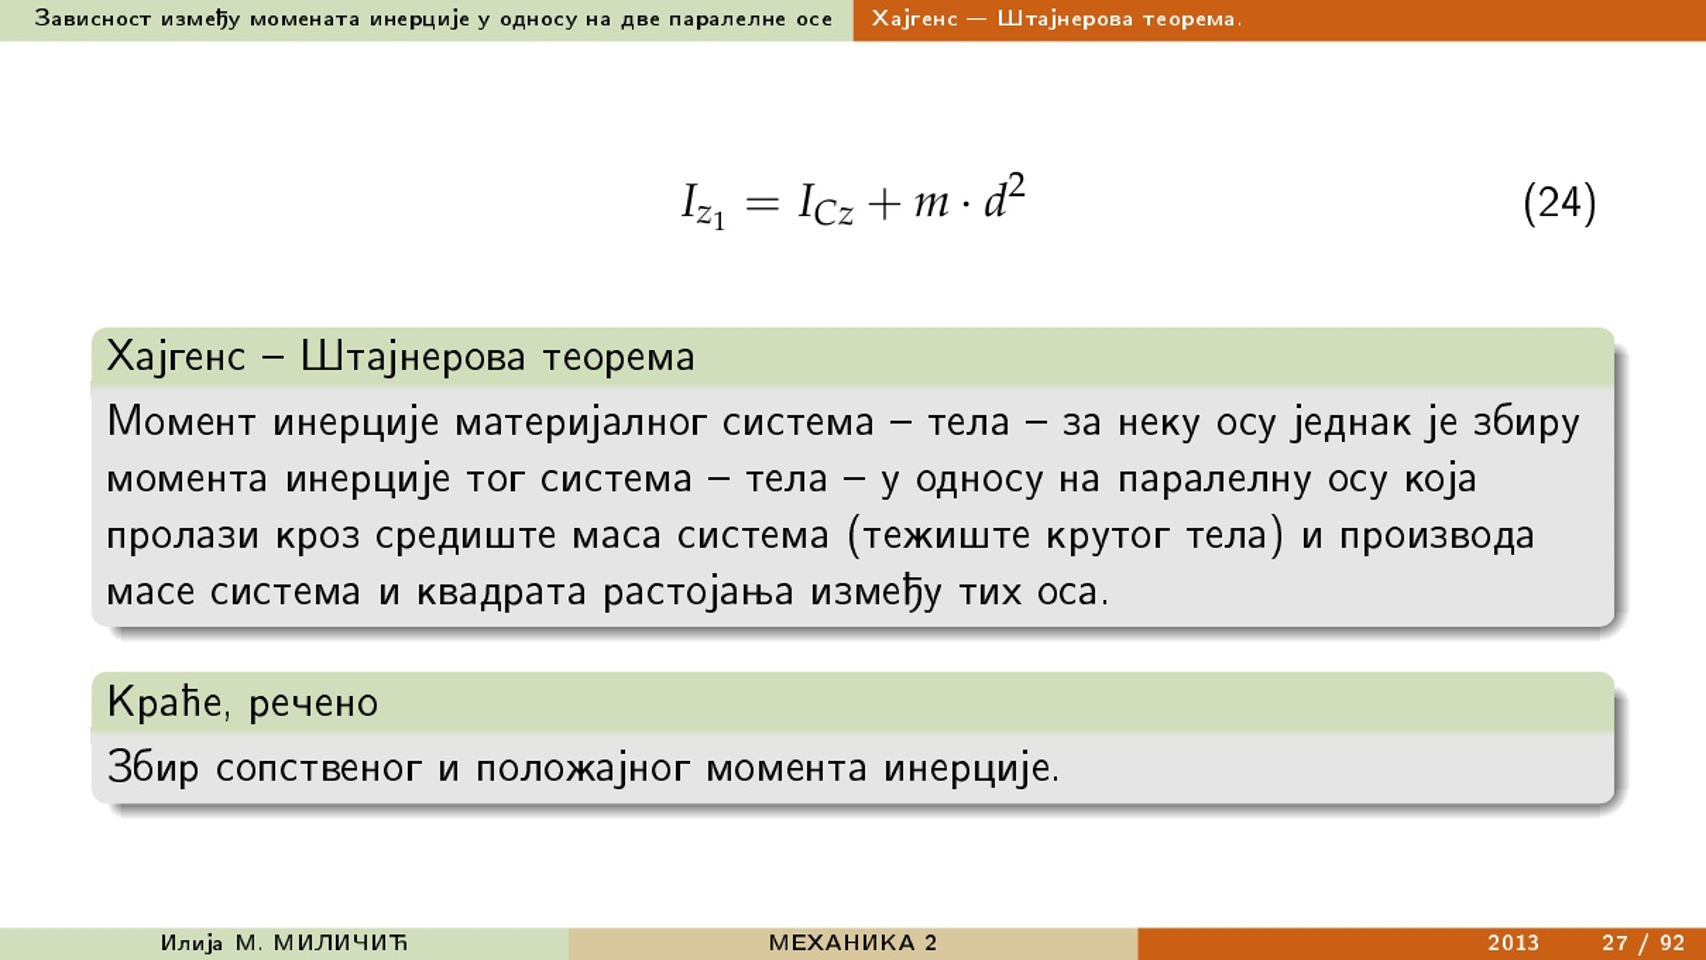 Зависност између момената инерције у односу на две паралелне осе
Хајгенс — Штајнерова теорема.
I_{z_1} = I_{Cz} + m · d^2 (24)
Хајгенс – Штајнерова теорема
Момент инерције материјалног система – тела – за неку осу једнак је збиру
момента инерције тог система – тела – у односу на паралелну осу која
пролази кроз средиште маса система (тежиште крутог тела) и производа
масе система и квадрата растојања између тих оса.
Краће, речено
Збир сопственог и положајног момента инерције.
Илија М. МИЛИЧИЋ МЕХАНИКА 2 2013 27 / 92